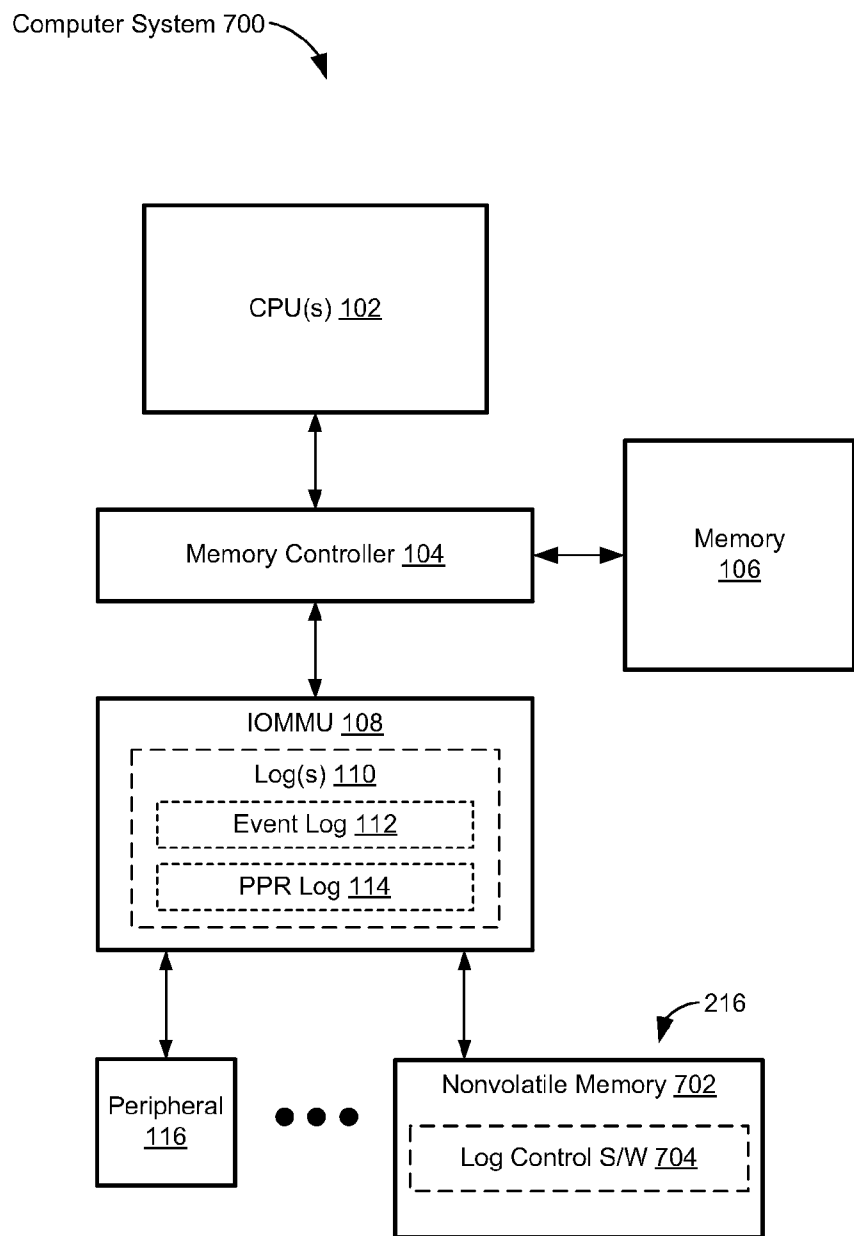 Computer System 700
CPU(s) 102
Memory Controller 104
Memory
106
IOMMU 108
Log(s) 110
Event Log 112
PPR Log 114
216
Peripheral
116
Nonvolatile Memory 702
Log Control S/W 704